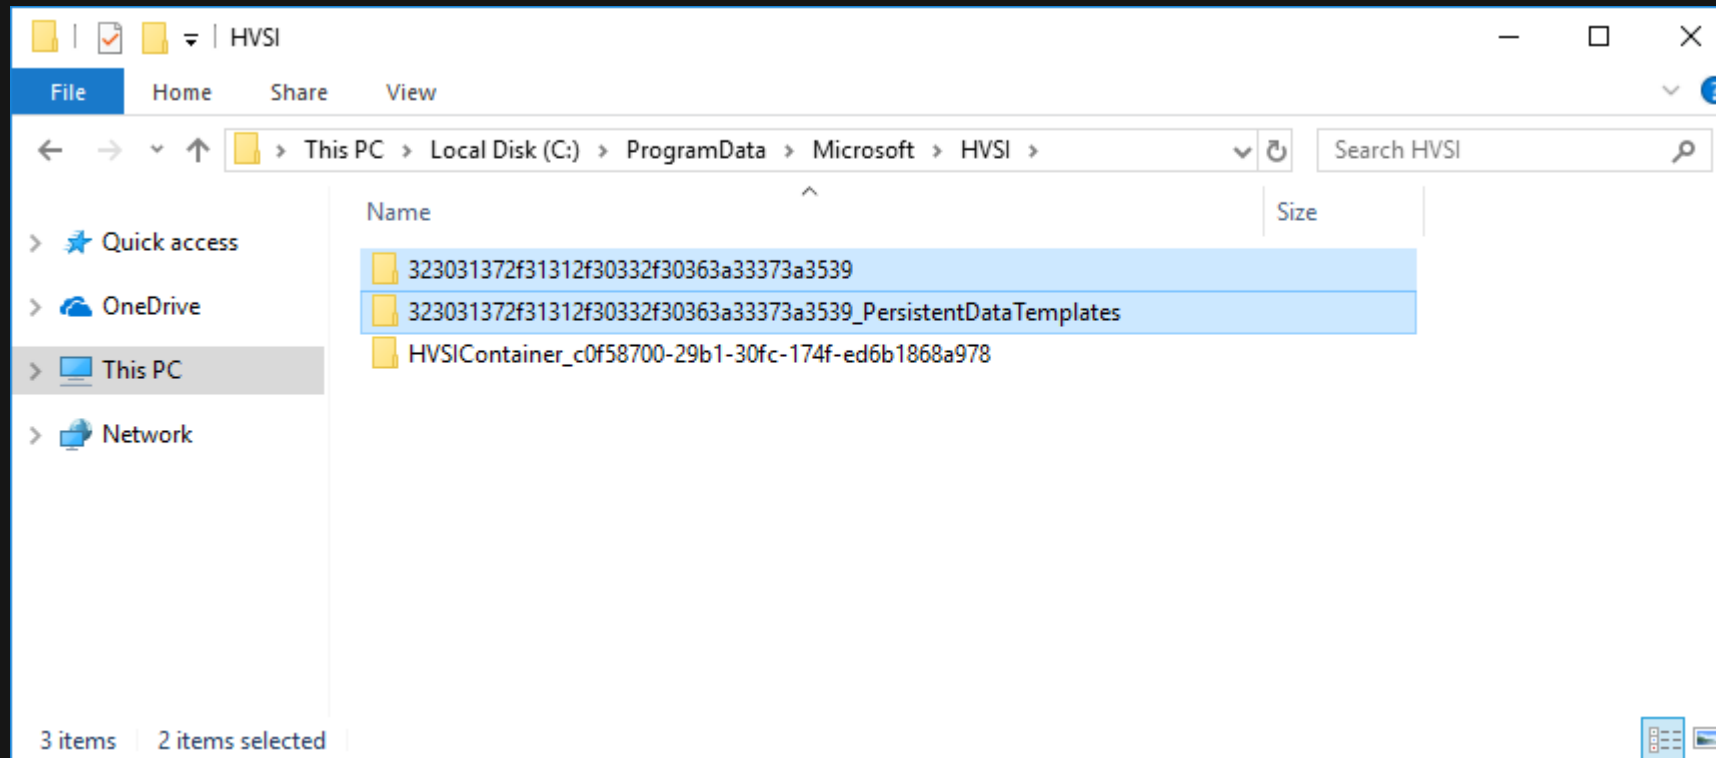 HVSI
File Home Share View
This PC Local Disk (C:) ProgramData Microsoft HVSI Search HVSI
Name Size
Quick access
OneDrive
This PC
Network
323031372f31312f30332f30363a33373a3539
323031372f31312f30332f30363a33373a3539_PersistentDataTemplates
HVSIContainer_c0f58700-29b1-30fc-174f-ed6b1868a978
3 items 2 items selected